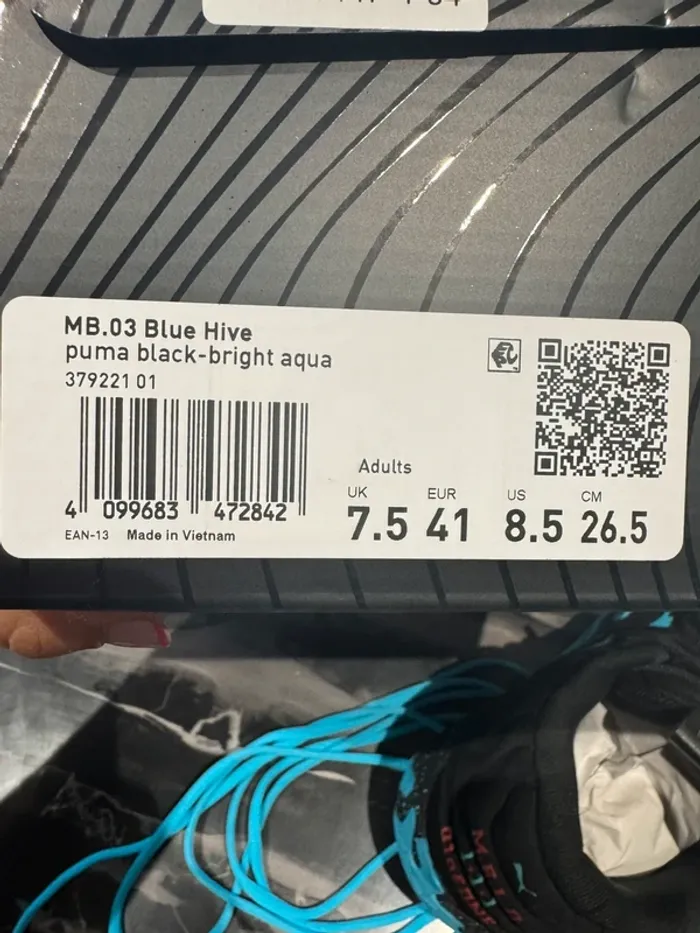 MB.03 Blue Hive
puma black-bright aqua
379221 01
4 099683 472842
EAN-13 Made in Vietnam
Adults
UK EUR US CM
7.5 41 8.5 26.5